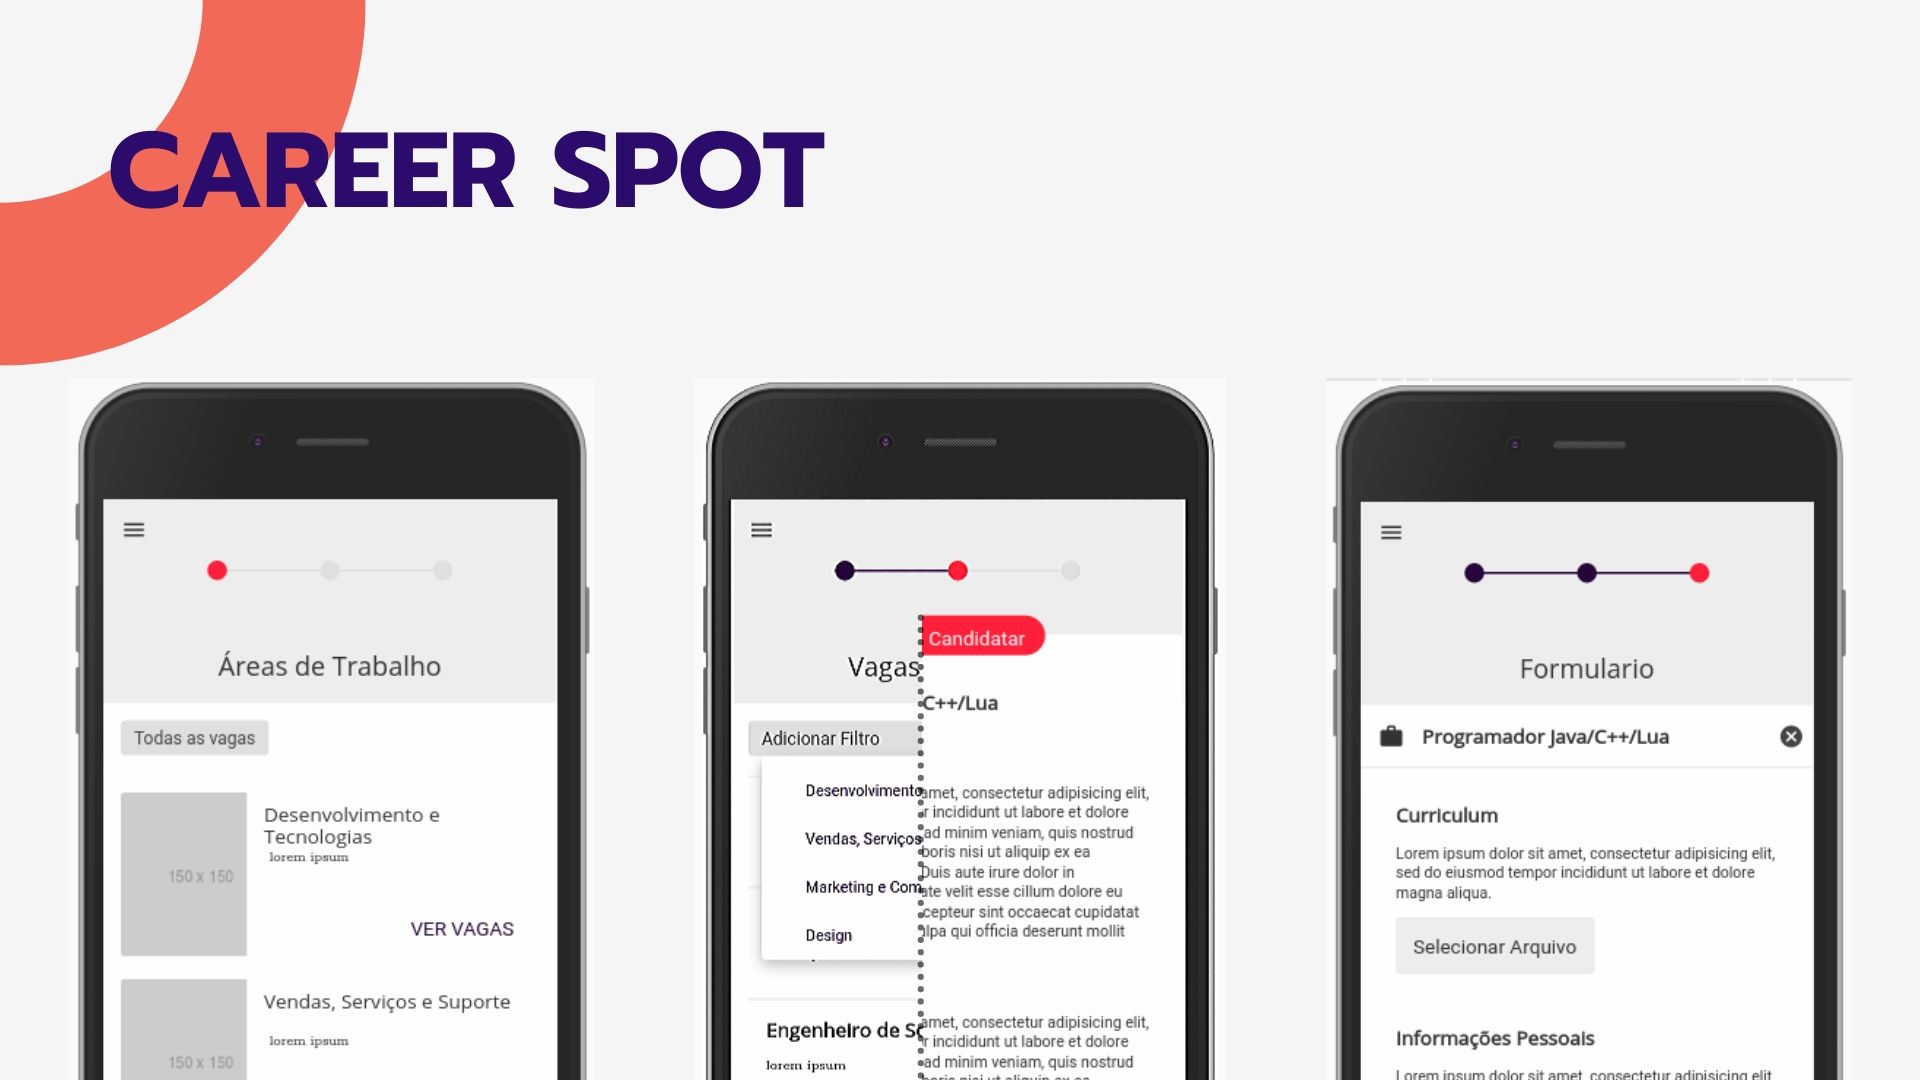 CAREER SPOT
Áreas de Trabalho
Todas as vagas
150 x 150
Desenvolvimento e
Tecnologias
lorem ipsum
VER VAGAS
150 x 150
Vendas, Serviços e Suporte
lorem ipsum
Vagas
Adicionar Filtro
Desenvolvimento
Vendas, Serviços
Marketing e Com
Design
Engenheiro de
lorem ipsum
Candidatar
C++/Lua
amet, consectetur adipisicing elit,
r incididunt ut labore et dolore
ad minim veniam, quis nostrud
boris nisi ut aliquip ex ea
Duis aute irure dolor in
ate velit esse cillum dolore eu
cepteur sint occaecat cupidatat
lpa qui officia deserunt mollit
amet, consectetur adipisicing elit,
r incididunt ut labore et dolore
ad minim veniam, quis nostrud
Formulario
Programador Java/C++/Lua
Curriculum
Lorem ipsum dolor sit amet, consectetur adipisicing elit,
sed do eiusmod tempor incididunt ut labore et dolore
magna aliqua.
Selecionar Arquivo
Informações Pessoais
Lorem ipsum dolor sit amet, consectetur adipisicing elit